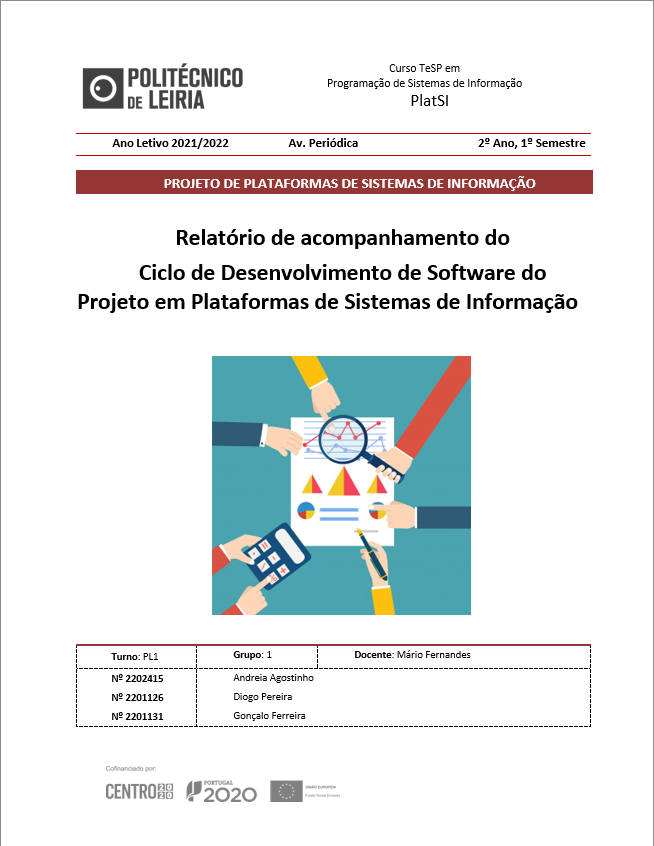 POLITÉCNICO
DE LEIRIA
Curso TeSP em
Programação de Sistemas de Informação
PlatSI
Ano Letivo 2021/2022 Av. Periódica 2º Ano, 1º Semestre
PROJETO DE PLATAFORMAS DE SISTEMAS DE INFORMAÇÃO
Relatório de acompanhamento do
Ciclo de Desenvolvimento de Software do
Projeto em Plataformas de Sistemas de Informação
Turno: PL1 Grupo: 1 Docente: Mário Fernandes
Nº 2202415 Andreia Agostinho
Nº 2201126 Diogo Pereira
Nº 2201131 Gonçalo Ferreira
Cofinanciado por:
CENTRO 2020
PORTUGAL
2020
UNIÃO EUROPEIA
Fundo Social Europeu